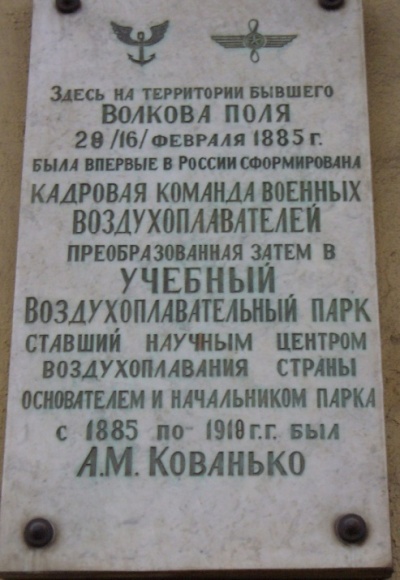 Здесь на территории бывшего
Волкова поля
28/16/ февраля 1885 г.
была впервые в России сформирована
кадровая команда военных
воздухоплавателей
преобразованная затем в
учебный
Воздухоплавательный парк
ставший научным центром
воздухоплавания страны
основателем и начальником парка
с 1885 по 1918 г.г. был
А.М. Кованько